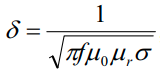 δ = 1 / √(πfμ₀μᵣσ)